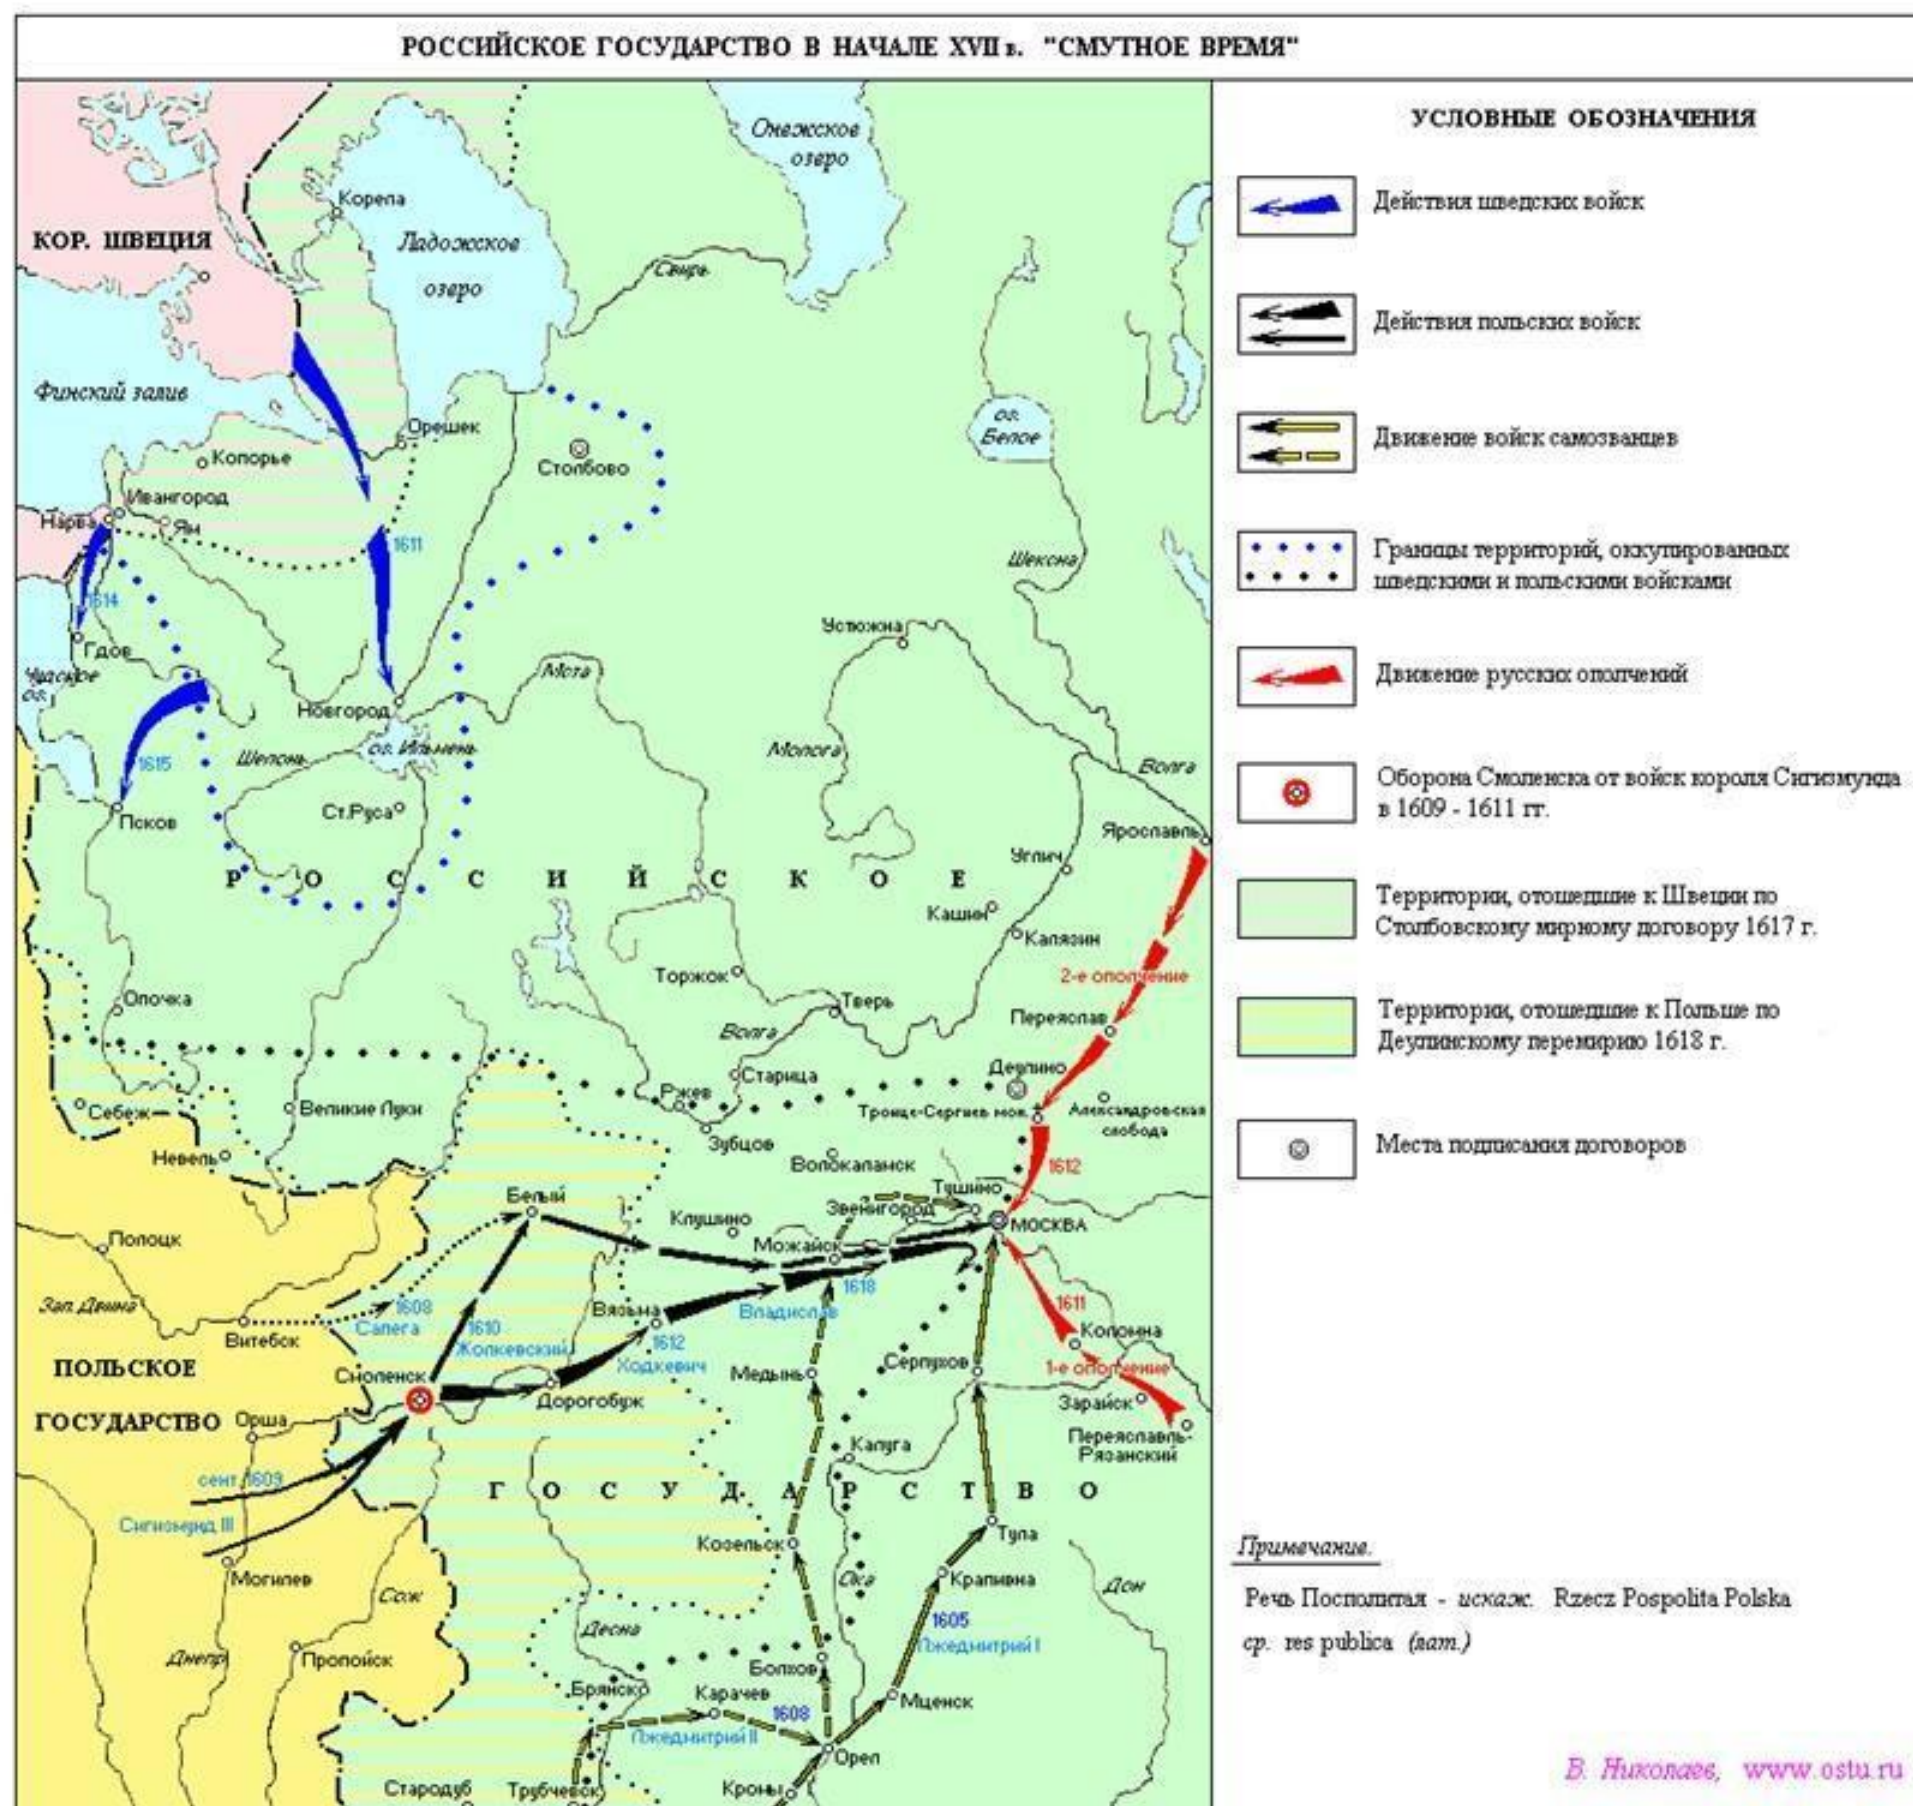 РОССИЙСКОЕ ГОСУДАРСТВО В НАЧАЛЕ XVII в. "СМУТНОЕ ВРЕМЯ"
Онежское
озеро
Корела
КОР. ШВЕЦИЯ
Ладожское
озеро
Свирь
Финский залив
Орешек
оз.
Белое
Копорье
Столбово
Ивангород
Нарва
Ям
1611
Шексна
1614
Гдов
Устюжна
Чудское
оз.
Мста
Новгород
оз. Ильмень
Шелонь
Молога
Волга
1615
Псков
Ст.Руса
Ярославль
Углич
РОССИЙСКОЕ
Кашин
Калязин
Торжок
2-е ополчение
Опочка
Тверь
Переяслав
Волга
Деулино
Старица
Ржев
Себеж
Великие Луки
Троице-Сергиев мон.
Александровская
слобода
Зубцов
Невель
Волокаламск
1612
Тушино
Белый
Звенигород
Клушино
МОСКВА
Полоцк
Можайск
1618
Зап.Двина
1608
Сапега
Вязьма
Владислав
1611
Витебск
1610
Жолкевский
1612
Ходкевич
Коломна
ПОЛЬСКОЕ
Смоленск
Медынь
Серпухов
1-е ополчение
Дорогобуж
Зарайск
ГОСУДАРСТВО
Орша
Калуга
Переяславль-
Рязанский
сент.1609
ГОСУДАРСТВО
Сигизмунд III
Козельск
Тула
Могилев
Сож
Ока
Крапивна
Дон
Десна
1605
Лжедмитрий I
Днепр
Пропойск
Болхов
Брянск
Карачев
Мценск
1608
Лжедмитрий II
Орел
Стародуб
Трубчевск
Кромы
УСЛОВНЫЕ ОБОЗНАЧЕНИЯ
Действия шведских войск
Действия польских войск
Движение войск самозванцев
Границы территорий, оккупированных
шведскими и польскими войсками
Движение русских ополчений
Оборона Смоленска от войск короля Сигизмунда
в 1609 - 1611 гг.
Территории, отошедшие к Швеции по
Столбовскому мирному договору 1617 г.
Территории, отошедшие к Польше по
Деулинскому перемирию 1618 г.
Места подписания договоров
Примечание.
Речь Посполитая - искаж. Rzecz Pospolita Polska
ср. res publica (лат.)
В. Николаев, www.ostu.ru